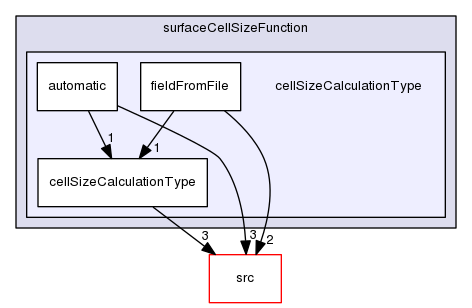 surfaceCellSizeFunction
automatic
fieldFromFile
cellSizeCalculationType
1
1
cellSizeCalculationType
3
3
2
src